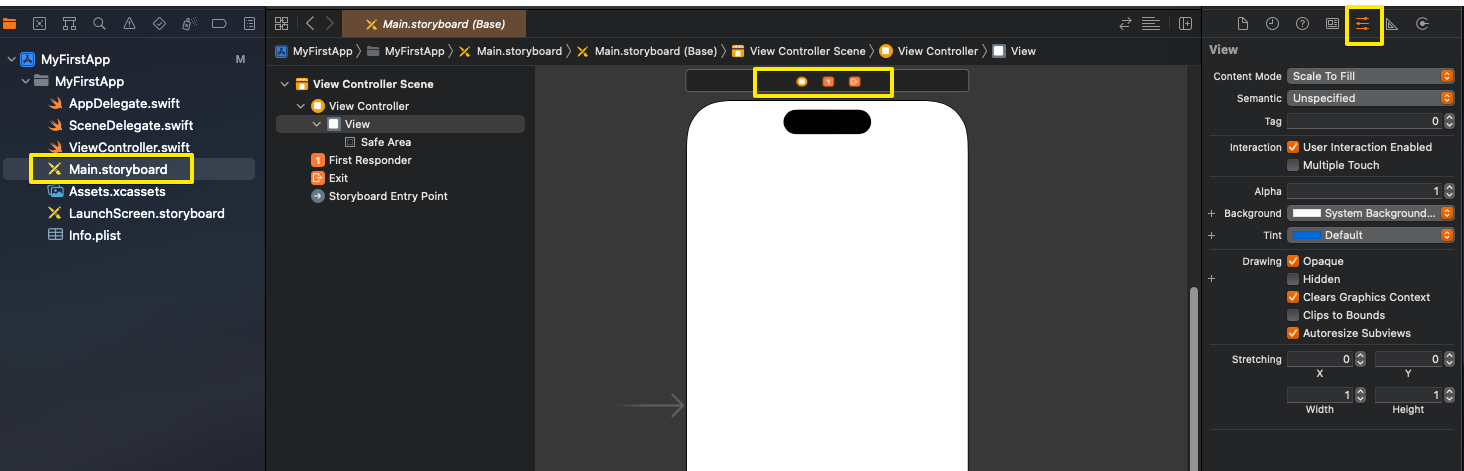 Main.storyboard (Base)
MyFirstApp
M
MyFirstApp
AppDelegate.swift
SceneDelegate.swift
ViewController.swift
Main.storyboard
Assets.xcassets
LaunchScreen.storyboard
Info.plist
MyFirstApp
MyFirstApp
Main.storyboard
Main.storyboard (Base)
View Controller Scene
View Controller
View
View Controller Scene
View Controller
View
Safe Area
1 First Responder
Exit
Storyboard Entry Point
1
View
Content Mode Scale To Fill
Semantic Unspecified
Tag 0
Interaction User Interaction Enabled
Multiple Touch
Alpha 1
+ Background System Background...
+ Tint Default
Drawing Opaque
+ Hidden
Clears Graphics Context
Clips to Bounds
Autoresize Subviews
Stretching 0 0
X Y
1 1
Width Height